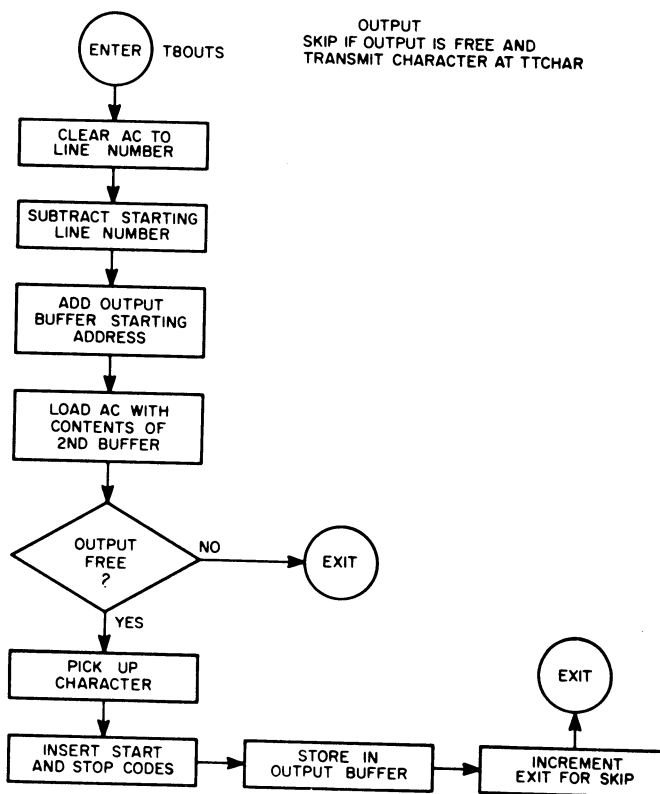 OUTPUT
SKIP IF OUTPUT IS FREE AND
TRANSMIT CHARACTER AT TTCHAR
ENTER
T8OUTS
CLEAR AC TO
LINE NUMBER
SUBTRACT STARTING
LINE NUMBER
ADD OUTPUT
BUFFER STARTING
ADDRESS
LOAD AC WITH
CONTENTS OF
2ND BUFFER
OUTPUT
FREE
?
NO
EXIT
YES
PICK UP
CHARACTER
INSERT START
AND STOP CODES
STORE IN
OUTPUT BUFFER
INCREMENT
EXIT FOR SKIP
EXIT